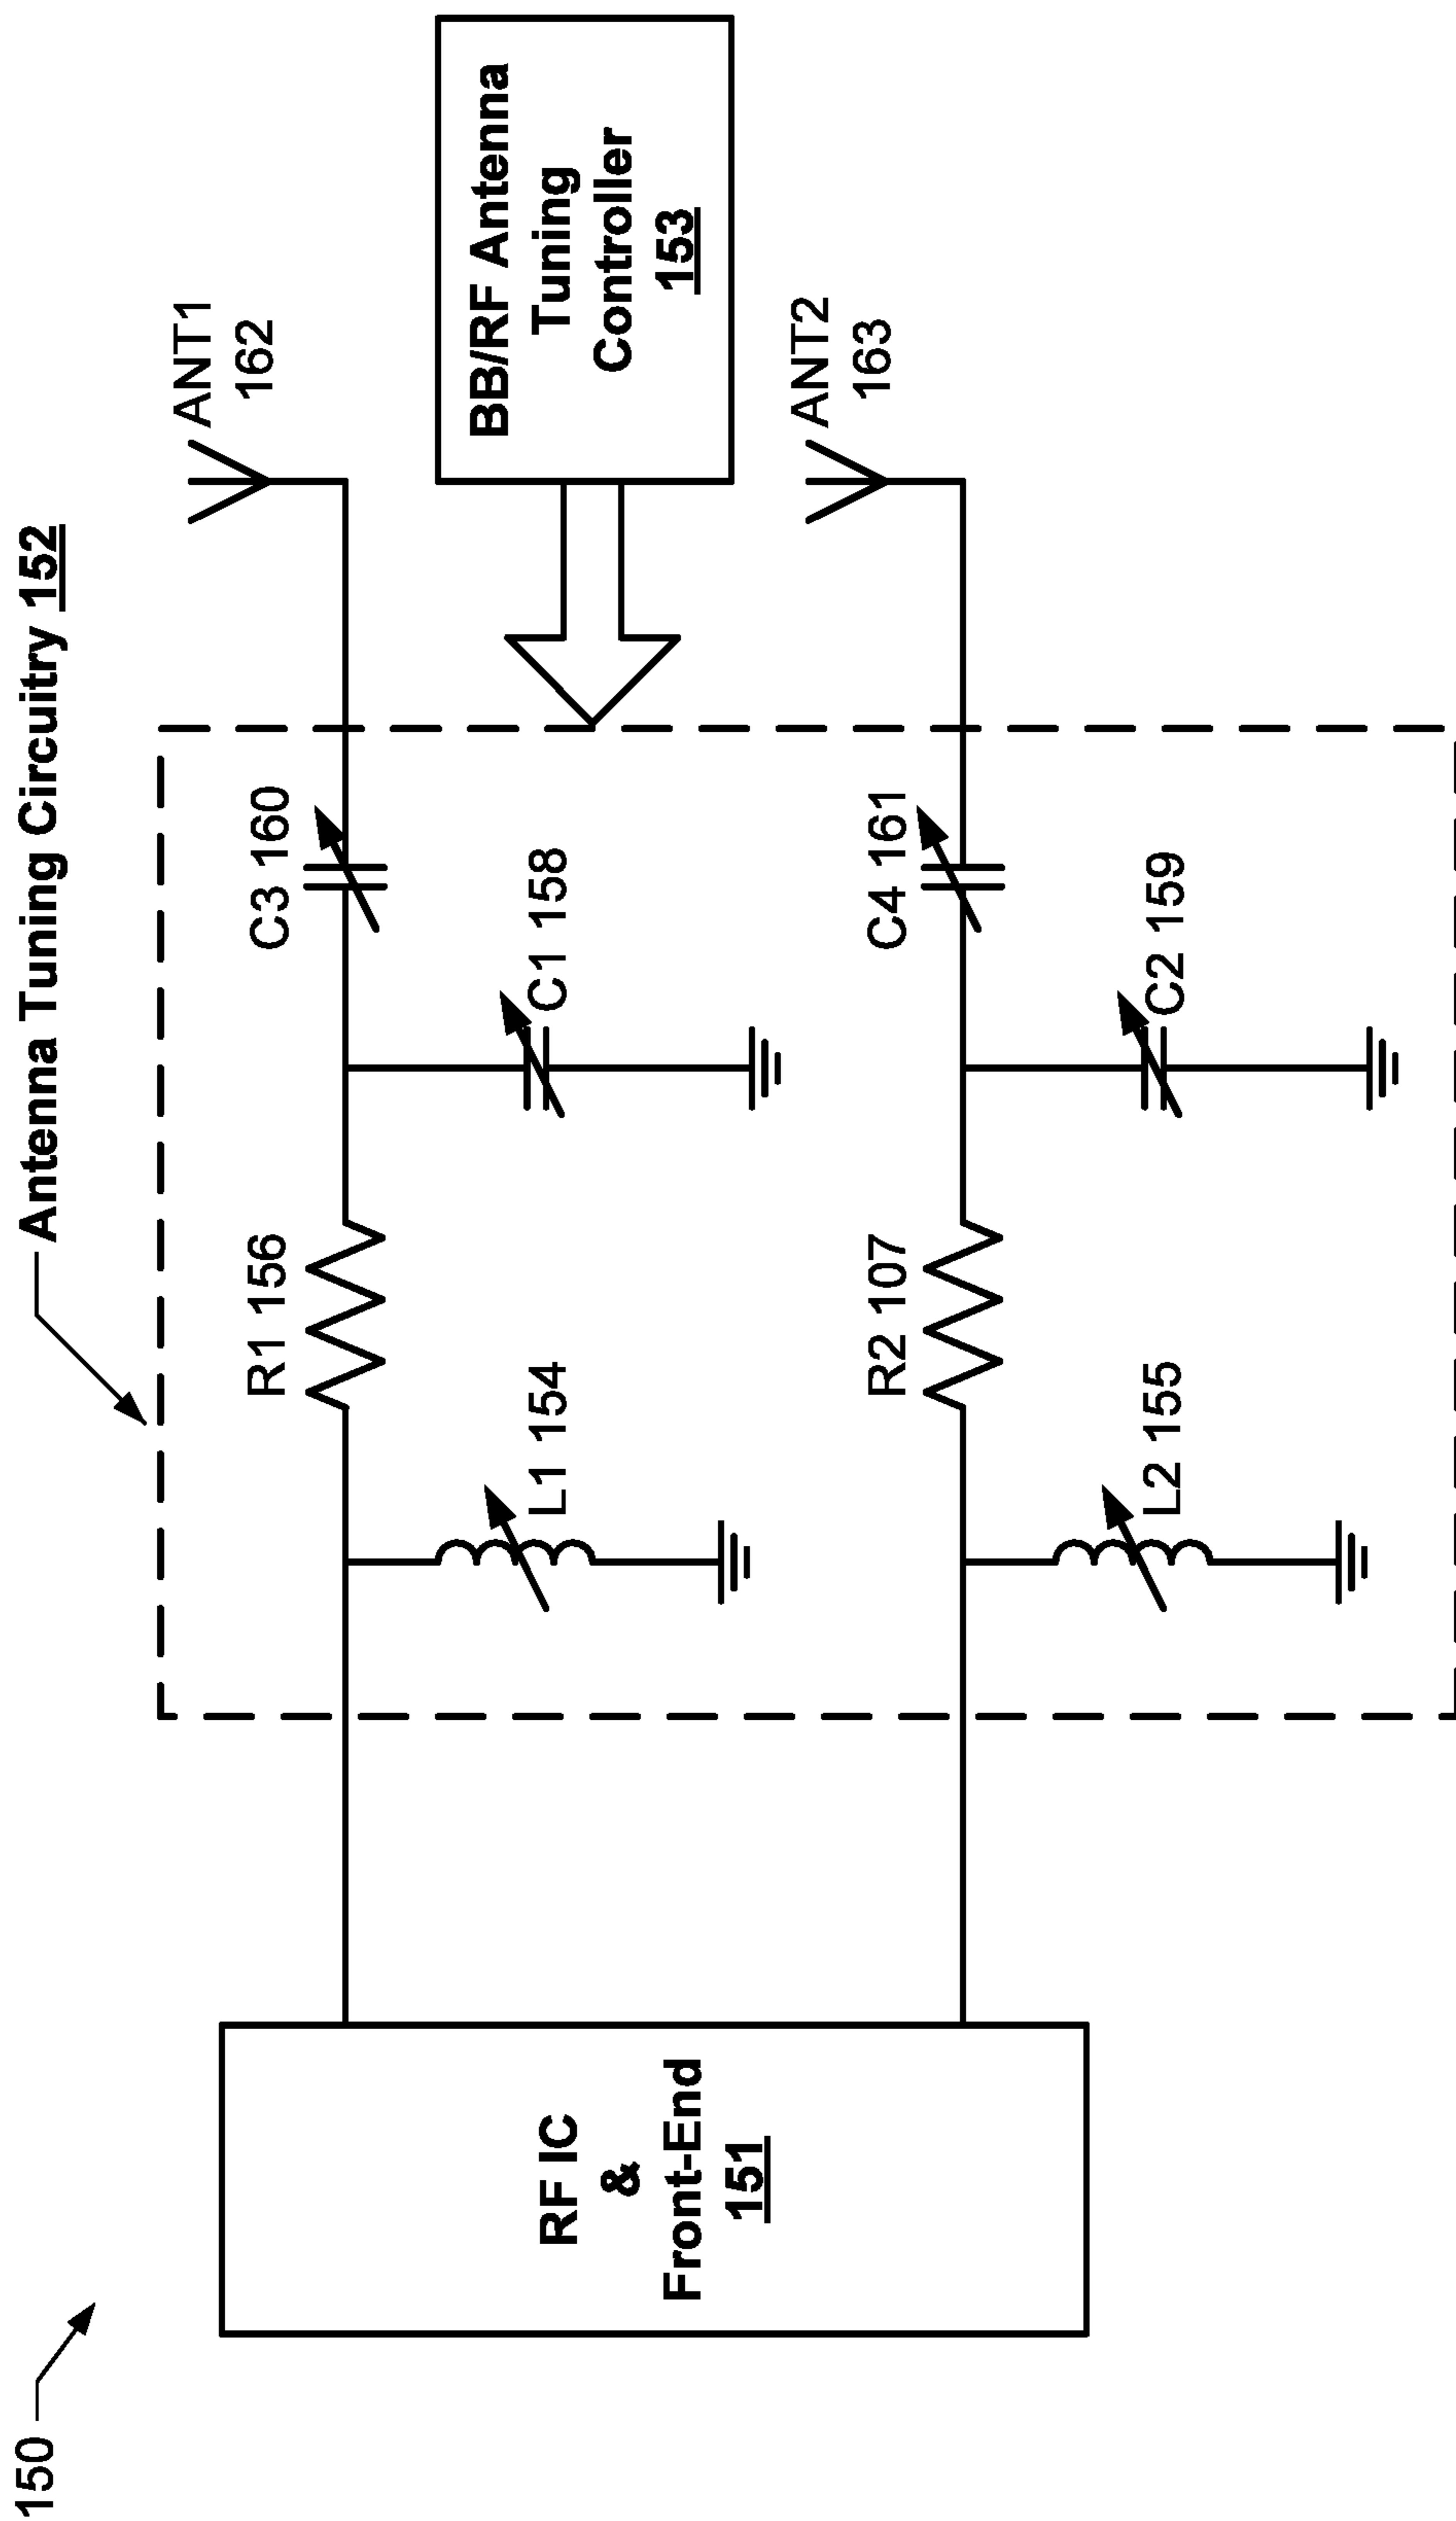 150
Antenna Tuning Circuitry 152
RF IC
&
Front-End
151
R1 156
L1 154
C3 160
C1 158
ANT1
162
BB/RF Antenna
Tuning
Controller
153
R2 107
L2 155
C4 161
C2 159
ANT2
163